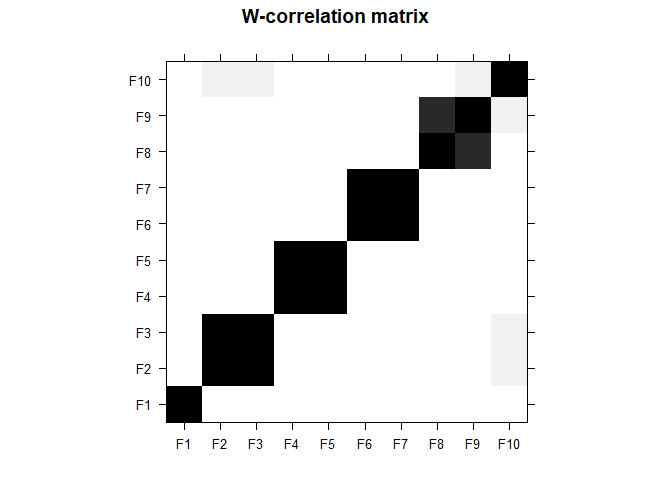 W-correlation matrix
F10
F9
F8
F7
F6
F5
F4
F3
F2
F1
F1 F2 F3 F4 F5 F6 F7 F8 F9 F10